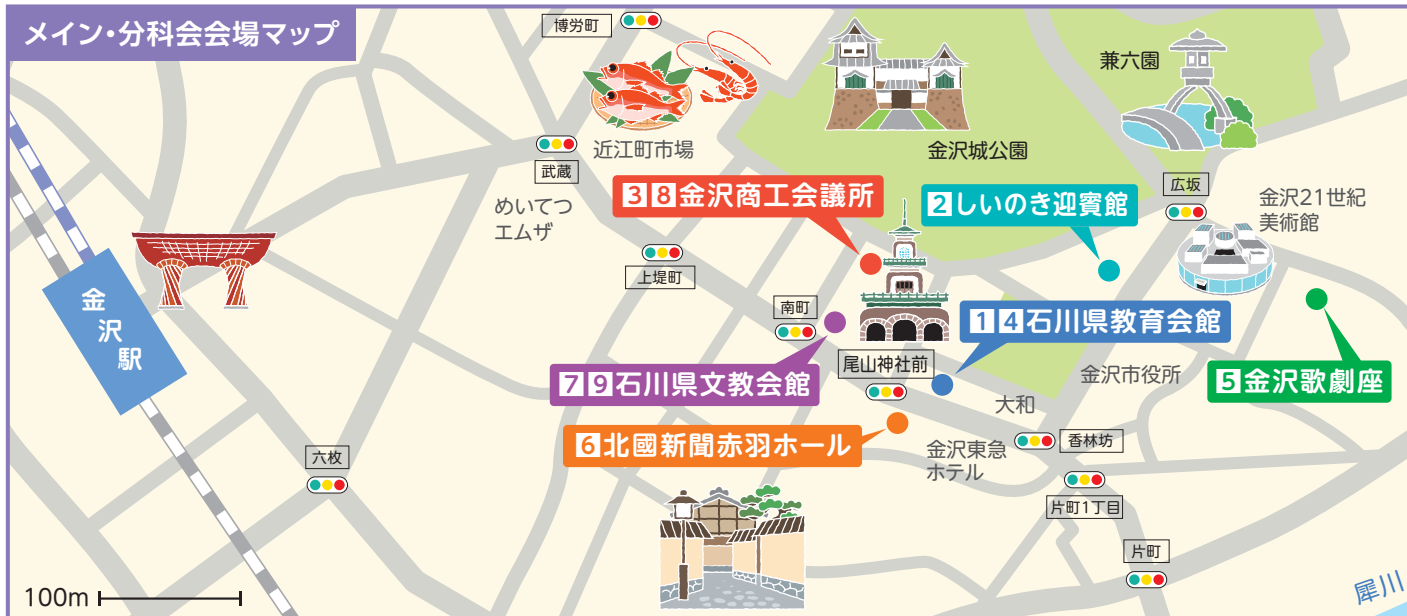 メイン・分科会会場マップ
博労町
兼六園
近江町市場
金沢城公園
武蔵
広坂
3 8 金沢商工会議所
2 しいのき迎賓館
金沢21世紀
美術館
めいてつ
エムザ
上堤町
金沢駅
南町
1 4 石川県教育会館
尾山神社前
金沢市役所
7 9 石川県文教会館
5 金沢歌劇座
大和
6 北國新聞赤羽ホール
金沢東急
ホテル
香林坊
六枚
片町1丁目
片町
犀川
100m